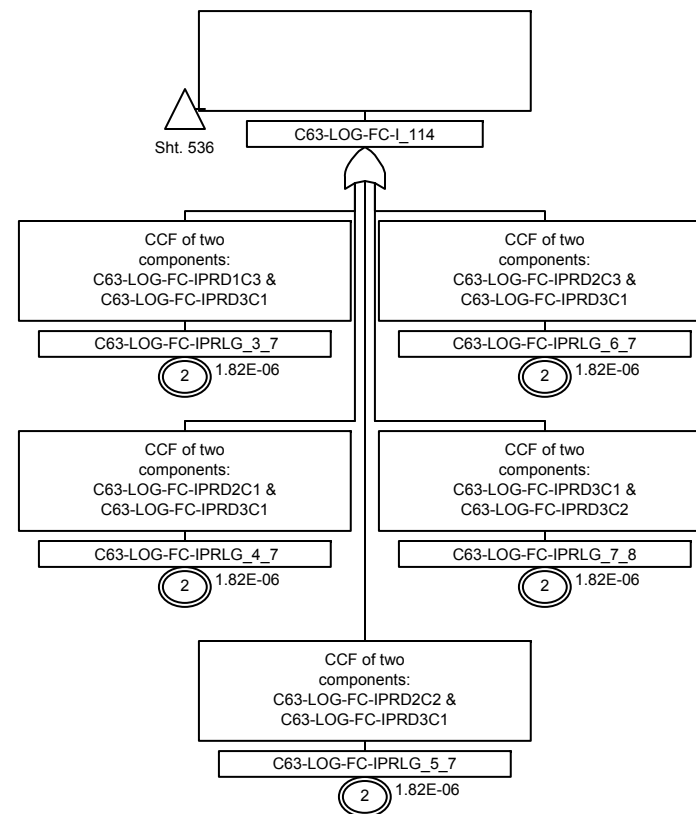 Sht. 536
C63-LOG-FC-I_114
CCF of two
components:
C63-LOG-FC-IPRD1C3 &
C63-LOG-FC-IPRD3C1
C63-LOG-FC-IPRLG_3_7
2
1.82E-06
CCF of two
components:
C63-LOG-FC-IPRD2C3 &
C63-LOG-FC-IPRD3C1
C63-LOG-FC-IPRLG_6_7
2
1.82E-06
CCF of two
components:
C63-LOG-FC-IPRD2C1 &
C63-LOG-FC-IPRD3C1
C63-LOG-FC-IPRLG_4_7
2
1.82E-06
CCF of two
components:
C63-LOG-FC-IPRD3C1 &
C63-LOG-FC-IPRD3C2
C63-LOG-FC-IPRLG_7_8
2
1.82E-06
CCF of two
components:
C63-LOG-FC-IPRD2C2 &
C63-LOG-FC-IPRD3C1
C63-LOG-FC-IPRLG_5_7
2
1.82E-06